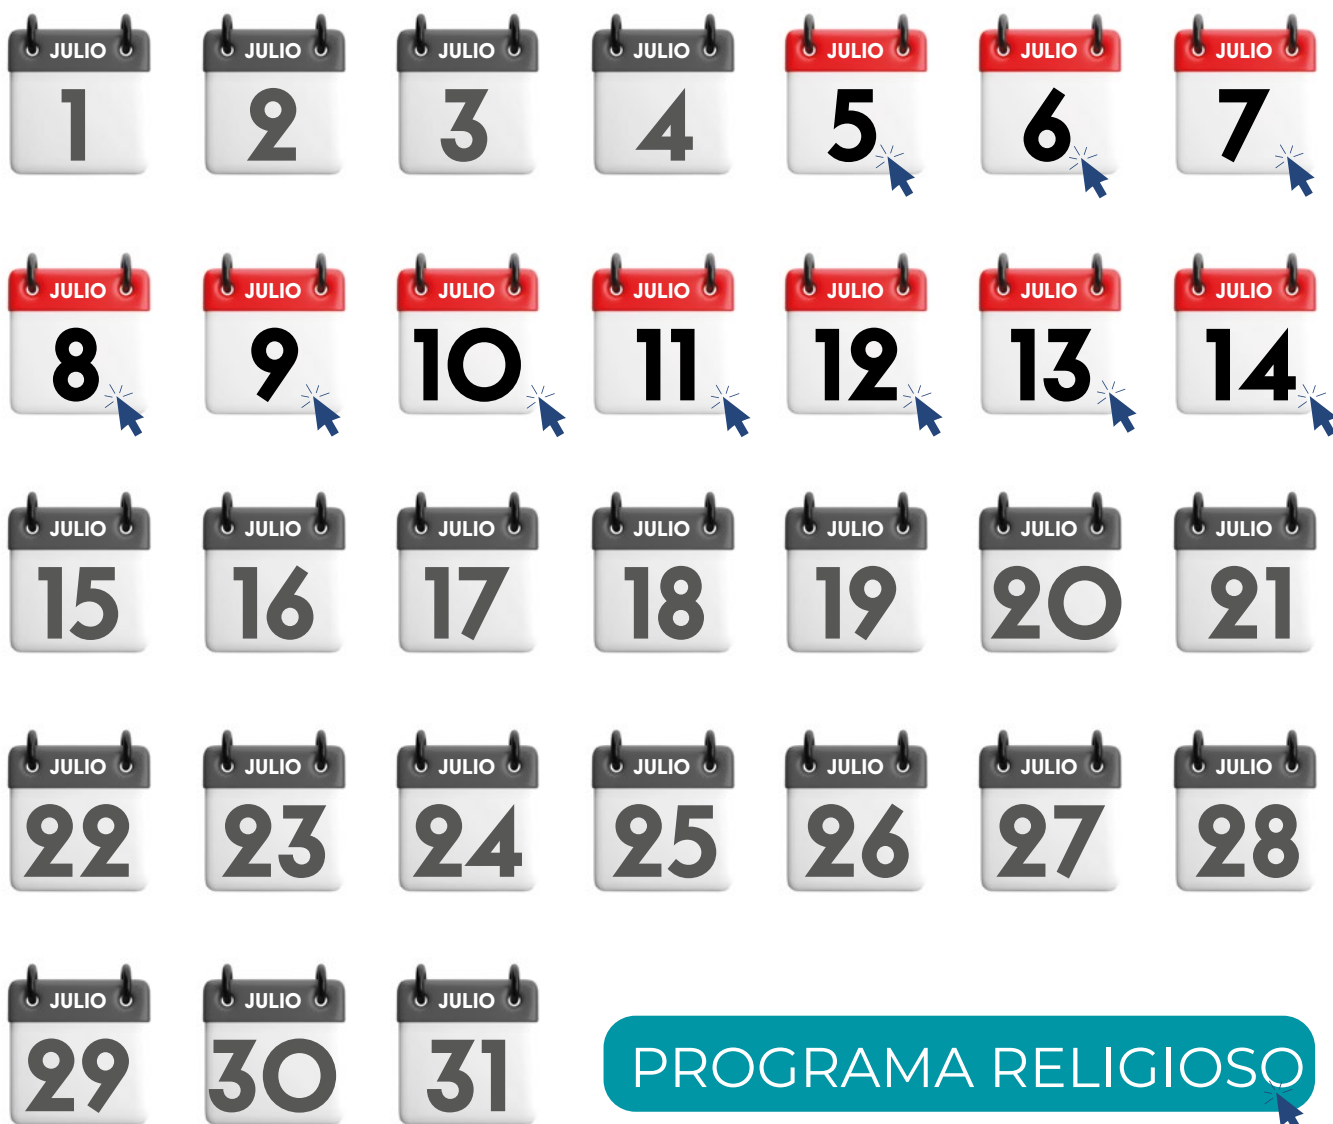 JULIO JULIO JULIO JULIO JULIO JULIO JULIO
1 2 3 4 5 6 7
JULIO JULIO JULIO JULIO JULIO JULIO JULIO
8 9 10 11 12 13 14
JULIO JULIO JULIO JULIO JULIO JULIO JULIO
15 16 17 18 19 20 21
JULIO JULIO JULIO JULIO JULIO JULIO JULIO
22 23 24 25 26 27 28
JULIO JULIO JULIO
29 30 31
PROGRAMA RELIGIOSO